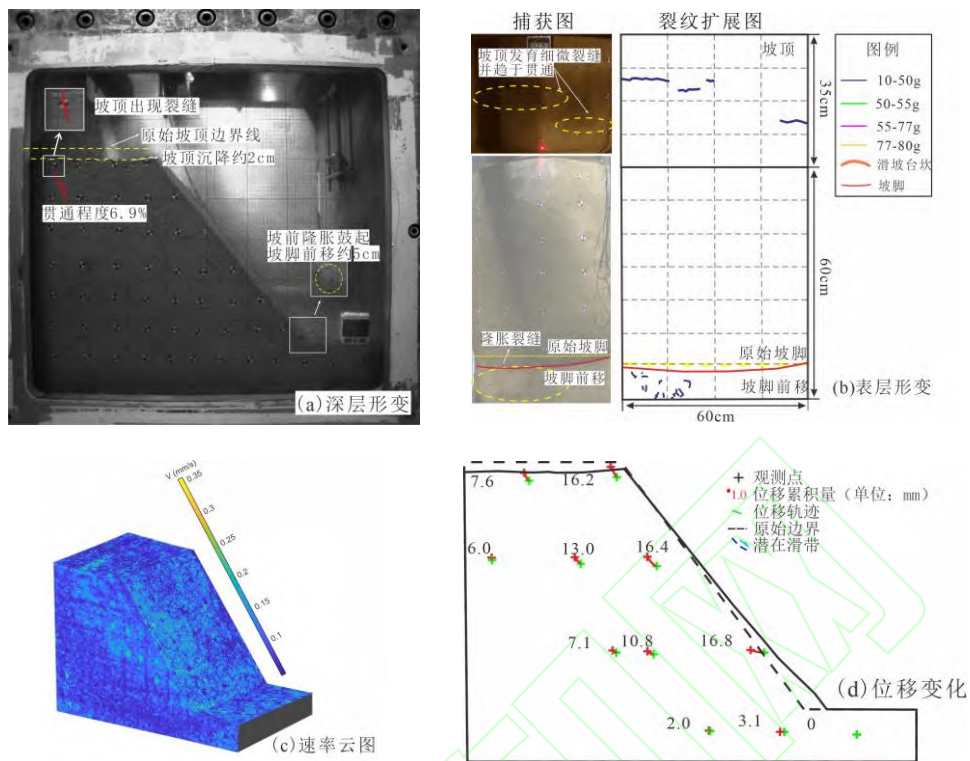 坡顶出现裂缝
原始坡顶边界线
坡顶沉降约2cm
贯通程度6.9%
坡前隆胀鼓起
坡脚前移约5cm
(a)深层形变
捕获图
裂纹扩展图
坡顶发育细微裂缝
并趋于贯通
坡顶
35cm
图例
10-50g
50-55g
55-77g
77-80g
滑坡台坎
坡脚
60cm
隆胀裂缝
原始坡脚
坡脚前移
原始坡脚
坡脚前移
60cm
(b)表层形变
V (mm/s)
0.35
0.3
0.25
0.2
0.15
0.1
(c)速率云图
观测点
1.0 位移累积量（单位：mm）
位移轨迹
原始边界
潜在滑带
7.6
16.2
6.0
13.0
16.4
7.1
10.8
16.8
2.0
3.1
0
(d)位移变化